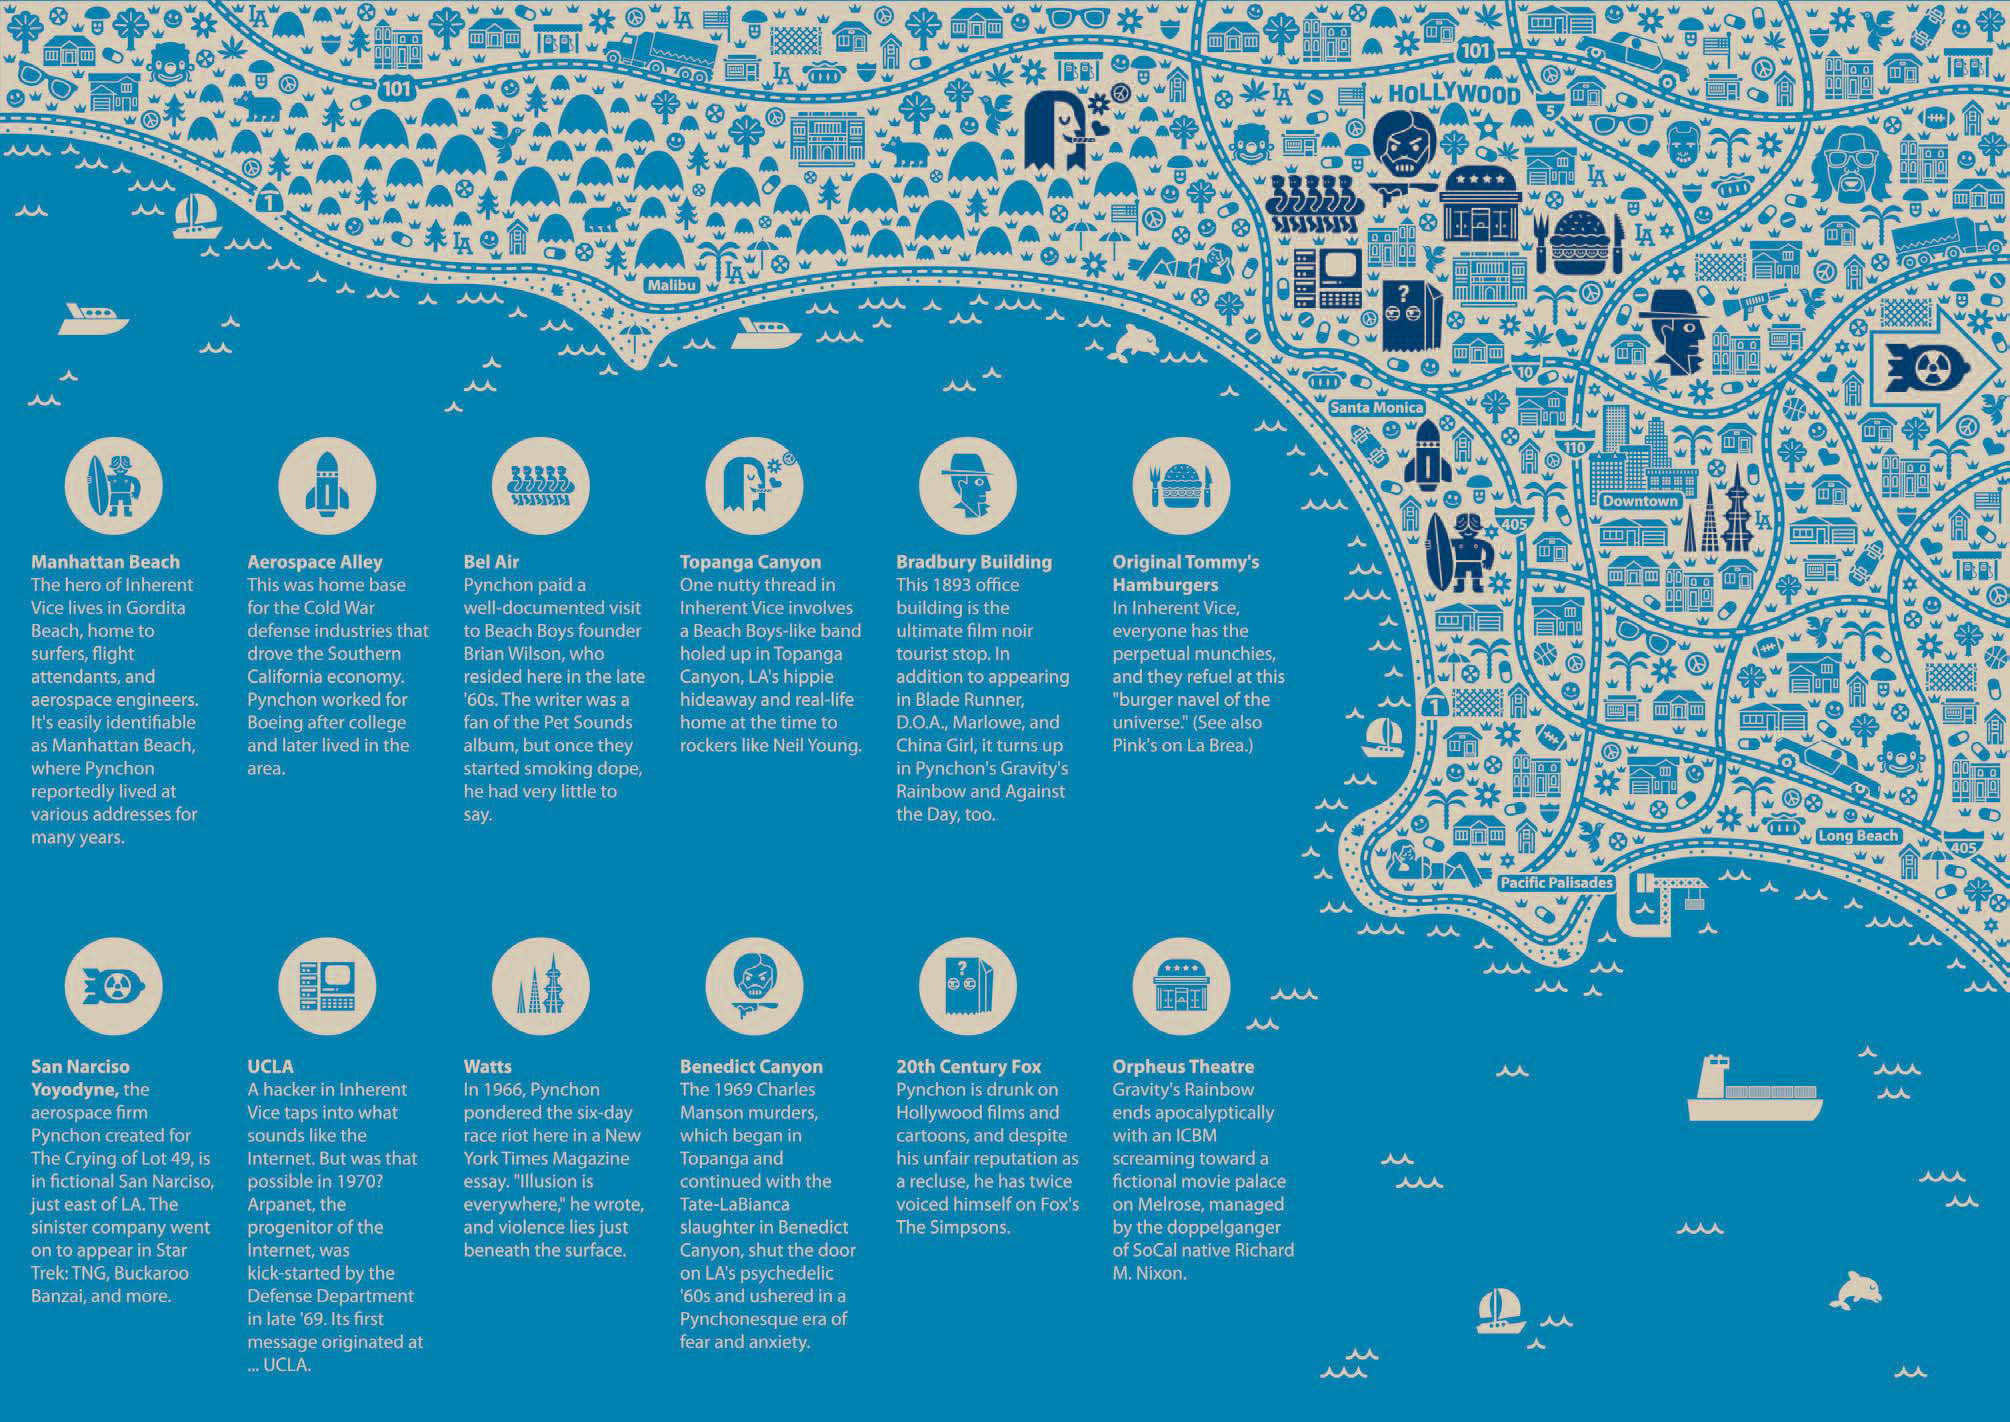 LA
LA
101
101
LA
LA
HOLLYWOOD
5
LA
1
LA
LA
LA
Malibu
?
10
Santa Monica
110
Downtown
LA
405
1
Long Beach
405
Pacific Palisades
Manhattan Beach
The hero of Inherent
Vice lives in Gordita
Beach, home to
surfers, flight
attendants, and
aerospace engineers.
It's easily identifiable
as Manhattan Beach,
where Pynchon
reportedly lived at
various addresses for
many years.
Aerospace Alley
This was home base
for the Cold War
defense industries that
drove the Southern
California economy.
Pynchon worked for
Boeing after college
and later lived in the
area.
Bel Air
Pynchon paid a
well-documented visit
to Beach Boys founder
Brian Wilson, who
resided here in the late
'60s. The writer was a
fan of the Pet Sounds
album, but once they
started smoking dope,
he had very little to
say.
Topanga Canyon
One nutty thread in
Inherent Vice involves
a Beach Boys-like band
holed up in Topanga
Canyon, LA's hippie
hideaway and real-life
home at the time to
rockers like Neil Young.
Bradbury Building
This 1893 office
building is the
ultimate film noir
tourist stop. In
addition to appearing
in Blade Runner,
D.O.A., Marlowe, and
China Girl, it turns up
in Pynchon's Gravity's
Rainbow and Against
the Day, too.
Original Tommy's
Hamburgers
In Inherent Vice,
everyone has the
perpetual munchies,
and they refuel at this
"burger navel of the
universe." (See also
Pink's on La Brea.)
San Narciso
Yoyodyne, the
aerospace firm
Pynchon created for
The Crying of Lot 49, is
in fictional San Narciso,
just east of LA. The
sinister company went
on to appear in Star
Trek: TNG, Buckaroo
Banzai, and more.
UCLA
A hacker in Inherent
Vice taps into what
sounds like the
Internet. But was that
possible in 1970?
Arpanet, the
progenitor of the
Internet, was
kick-started by the
Defense Department
in late '69. Its first
message originated at
... UCLA.
Watts
In 1966, Pynchon
pondered the six-day
race riot here in a New
York Times Magazine
essay. "Illusion is
everywhere," he wrote,
and violence lies just
beneath the surface.
Benedict Canyon
The 1969 Charles
Manson murders,
which began in
Topanga and
continued with the
Tate-LaBianca
slaughter in Benedict
Canyon, shut the door
on LA's psychedelic
'60s and ushered in a
Pynchonesque era of
fear and anxiety.
?
20th Century Fox
Pynchon is drunk on
Hollywood films and
cartoons, and despite
his unfair reputation as
a recluse, he has twice
voiced himself on Fox's
The Simpsons.
Orpheus Theatre
Gravity's Rainbow
ends apocalyptically
with an ICBM
screaming toward a
fictional movie palace
on Melrose, managed
by the doppelganger
of SoCal native Richard
M. Nixon.